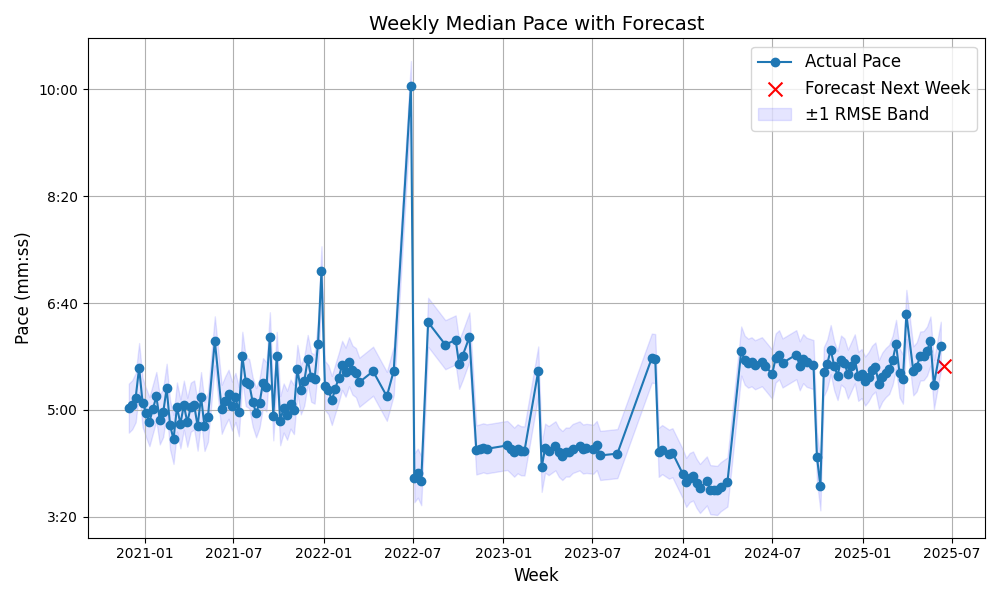 Weekly Median Pace with Forecast
Actual Pace
Forecast Next Week
±1 RMSE Band
Pace (mm:ss)
10:00
8:20
6:40
5:00
3:20
2021-01 2021-07 2022-01 2022-07 2023-01 2023-07 2024-01 2024-07 2025-01 2025-07
Week